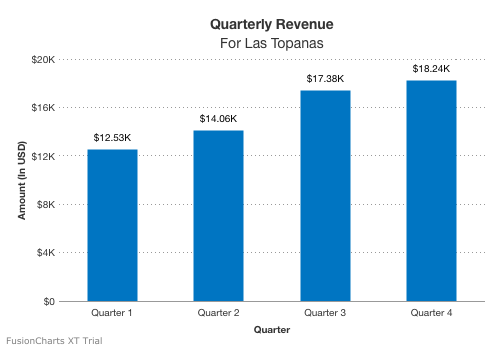 Quarterly Revenue
For Las Topanas
$20K
$16K
$12K
$8K
$4K
$0
Amount (In USD)
$12.53K
$14.06K
$17.38K
$18.24K
Quarter 1
Quarter 2
Quarter 3
Quarter 4
Quarter
FusionCharts XT Trial